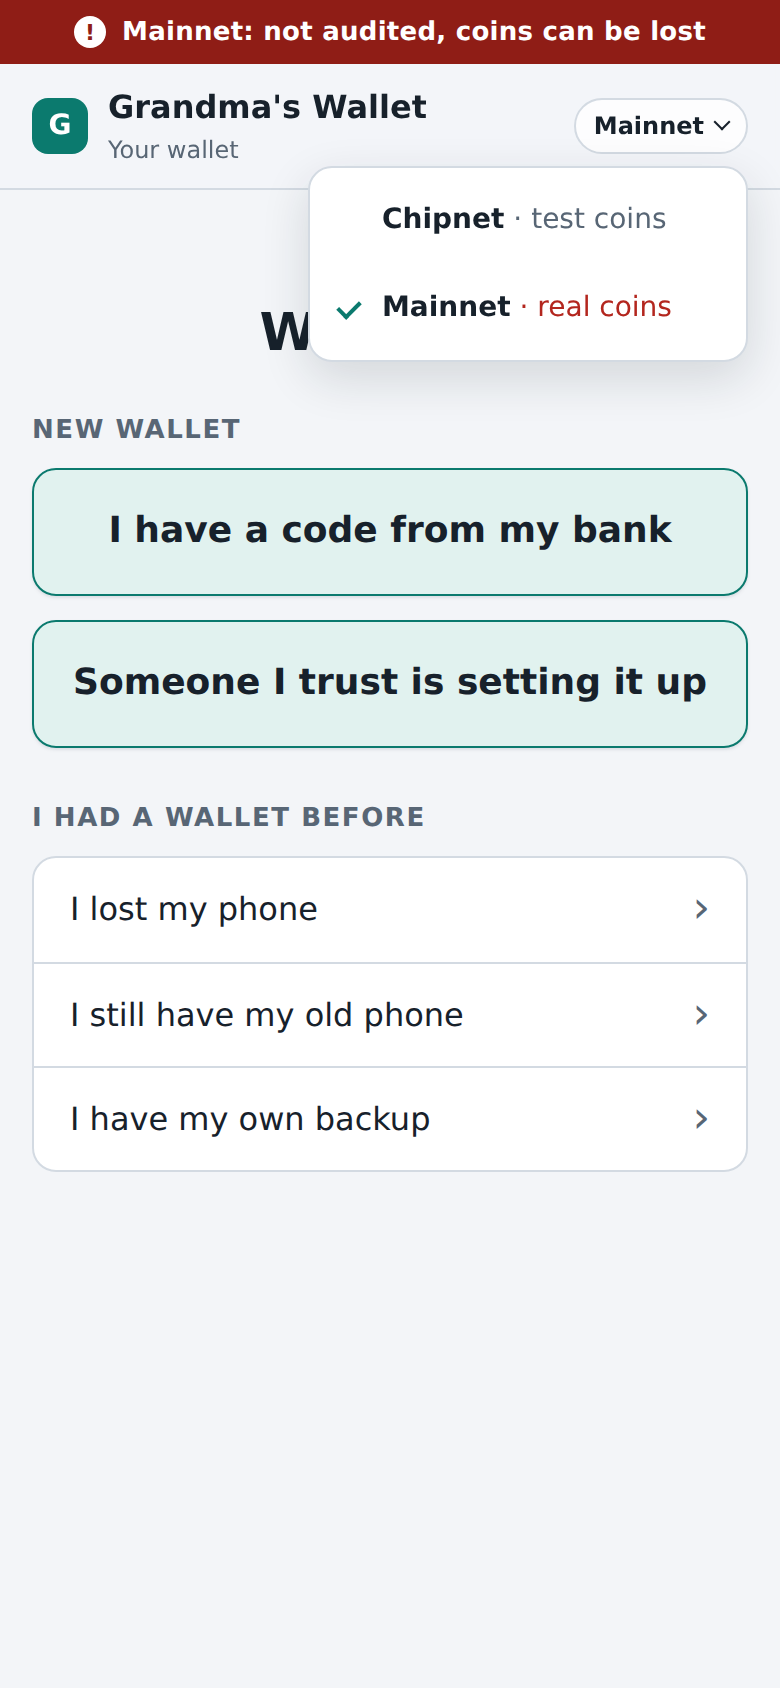 ! Mainnet: not audited, coins can be lost
G
Grandma's Wallet
Your wallet
Mainnet
Chipnet · test coins
Mainnet · real coins
NEW WALLET
I have a code from my bank
Someone I trust is setting it up
I HAD A WALLET BEFORE
I lost my phone
I still have my old phone
I have my own backup